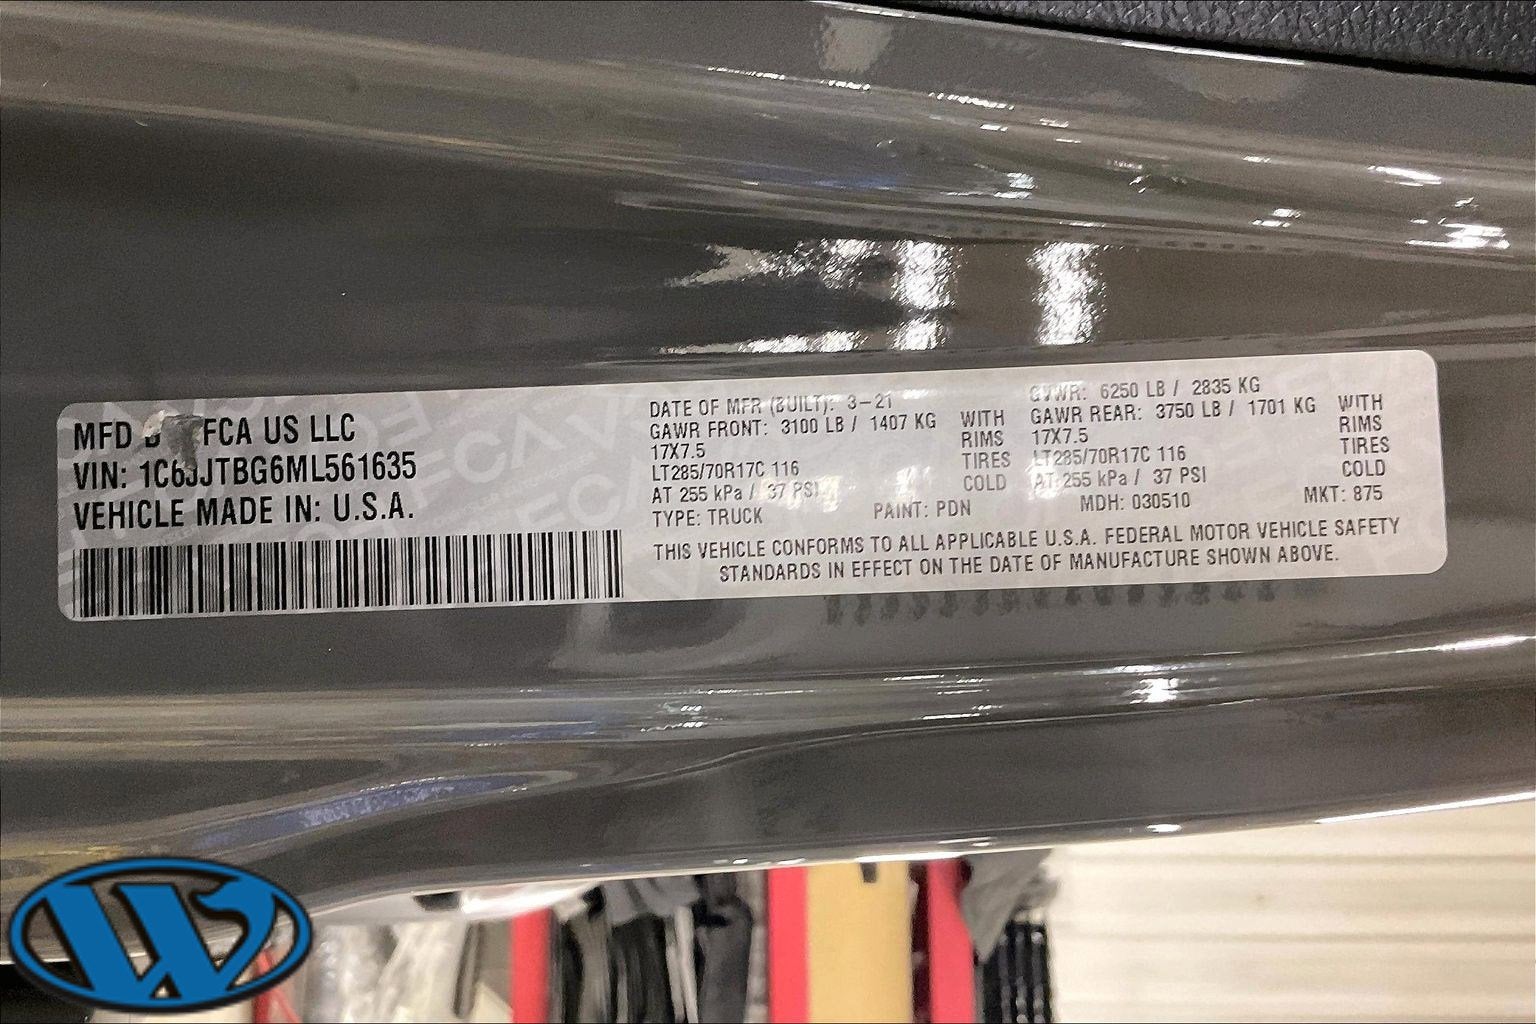 MFD B FCA US LLC
VIN: 1C6JJTBG6ML561635
VEHICLE MADE IN: U.S.A.
DATE OF MFR (BUILT): 3-21
GVWR: 6250 LB / 2835 KG
GAWR FRONT: 3100 LB / 1407 KG WITH
17X7.5 RIMS
LT285/70R17C 116 TIRES
AT 255 kPa / 37 PSI COLD
GAWR REAR: 3750 LB / 1701 KG WITH
17X7.5 RIMS
LT285/70R17C 116 TIRES
AT 255 kPa / 37 PSI COLD
TYPE: TRUCK PAINT: PDN MDH: 030510 MKT: 875
THIS VEHICLE CONFORMS TO ALL APPLICABLE U.S.A. FEDERAL MOTOR VEHICLE SAFETY
STANDARDS IN EFFECT ON THE DATE OF MANUFACTURE SHOWN ABOVE.
W